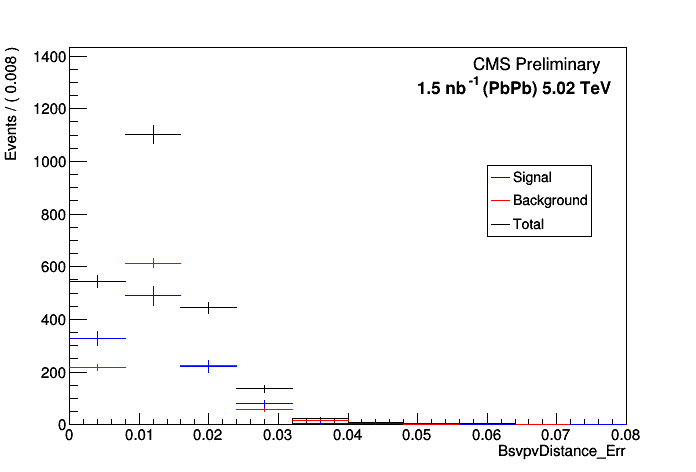 CMS Preliminary
1.5 nb-1 (PbPb) 5.02 TeV
Events / ( 0.008 )
1400
1200
1000
800
600
400
200
0
Signal
Background
Total
0 0.01 0.02 0.03 0.04 0.05 0.06 0.07 0.08
BsvpvDistance_Err